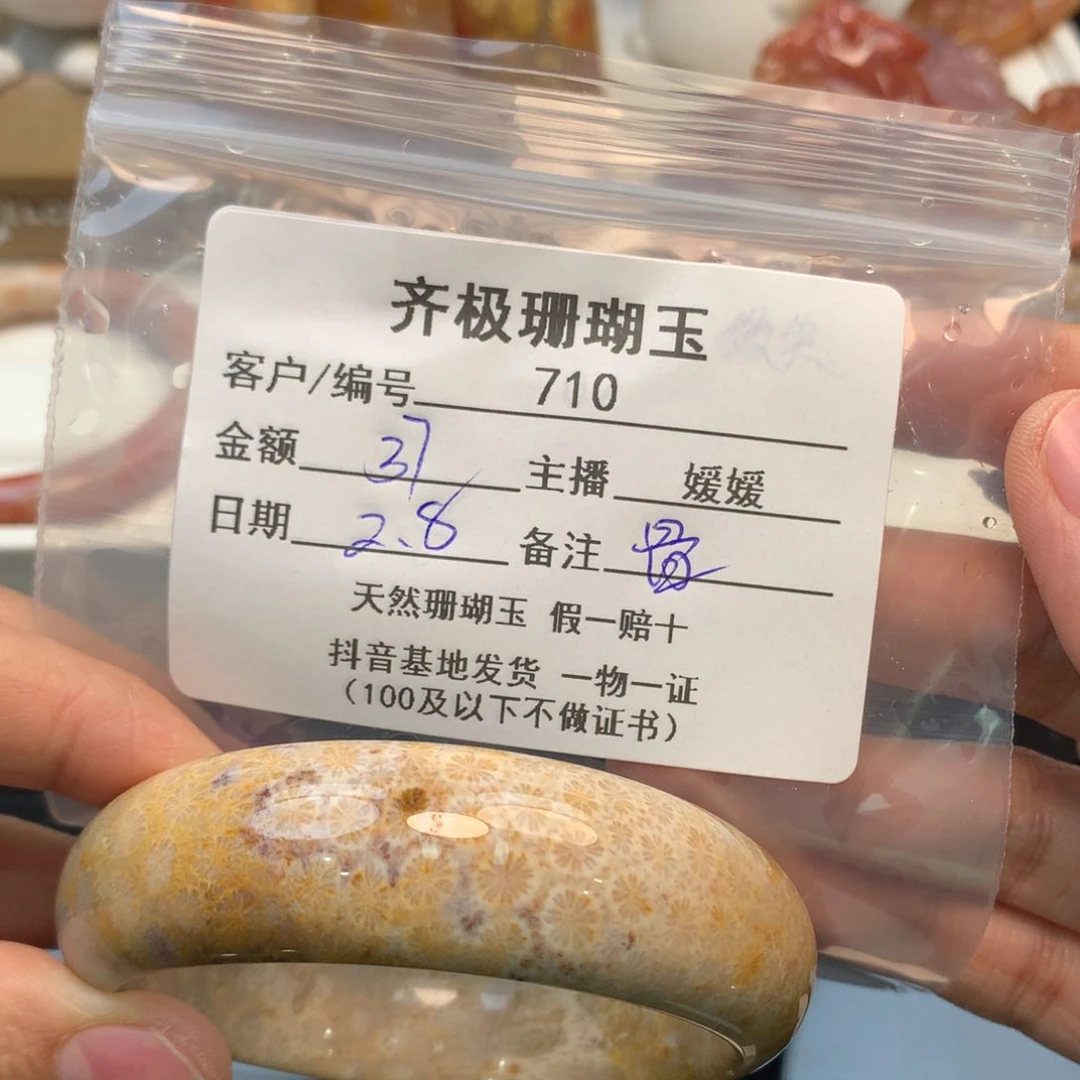 齐极珊瑚玉
客户/编号 710
金额 37 主播 媛媛
日期 2.8 备注
天然珊瑚玉 假一赔十
抖音基地发货 一物一证
（100及以下不做证书）